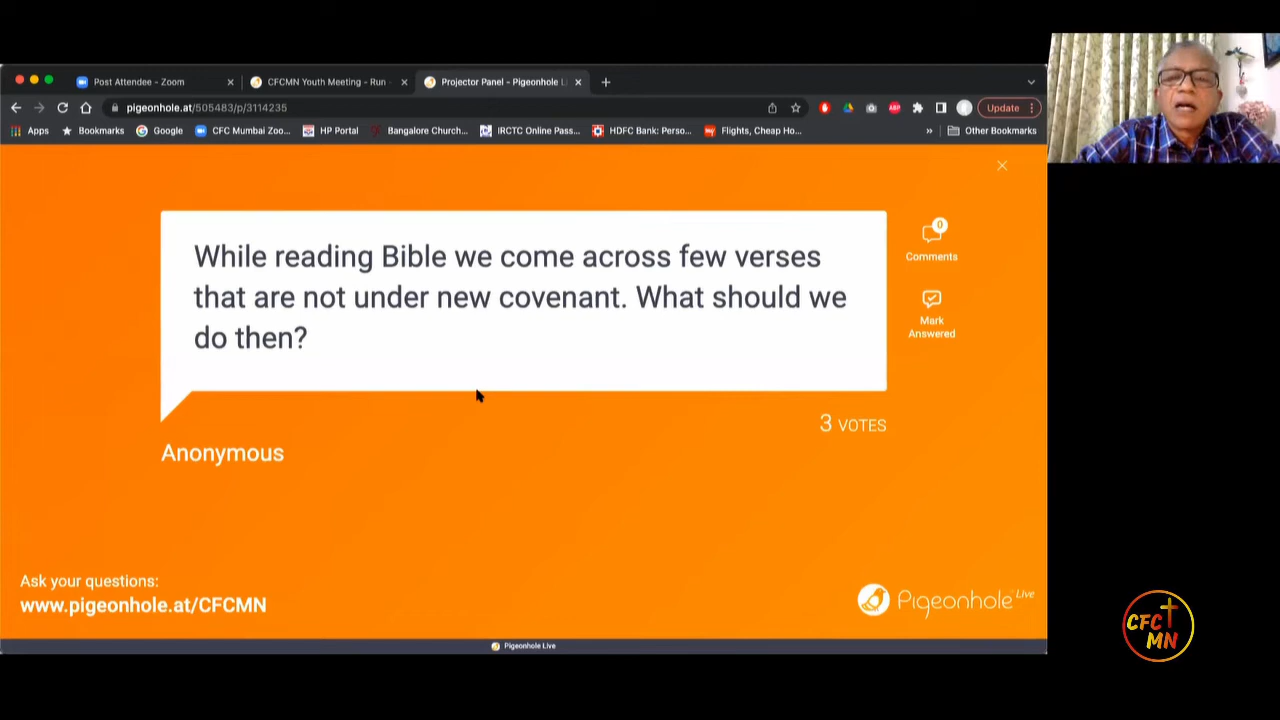 Post Attendee - Zoom
CFCMN Youth Meeting - Run
Projector Panel - Pigeonhole Li
pigeonhole.at/505483/p/3114235
ABP
Update
Apps
Bookmarks
Google
CFC Mumbai Zoo...
HP Portal
Bangalore Church...
IRCTC Online Pass...
HDFC Bank: Perso...
my
Flights, Cheap Ho...
»
Other Bookmarks
While reading Bible we come across few verses
that are not under new covenant. What should we
do then?
0
Comments
Mark
Answered
3 VOTES
Anonymous
Ask your questions:
www.pigeonhole.at/CFCMN
Pigeonhole Live
Pigeonhole Live
CFC
MN